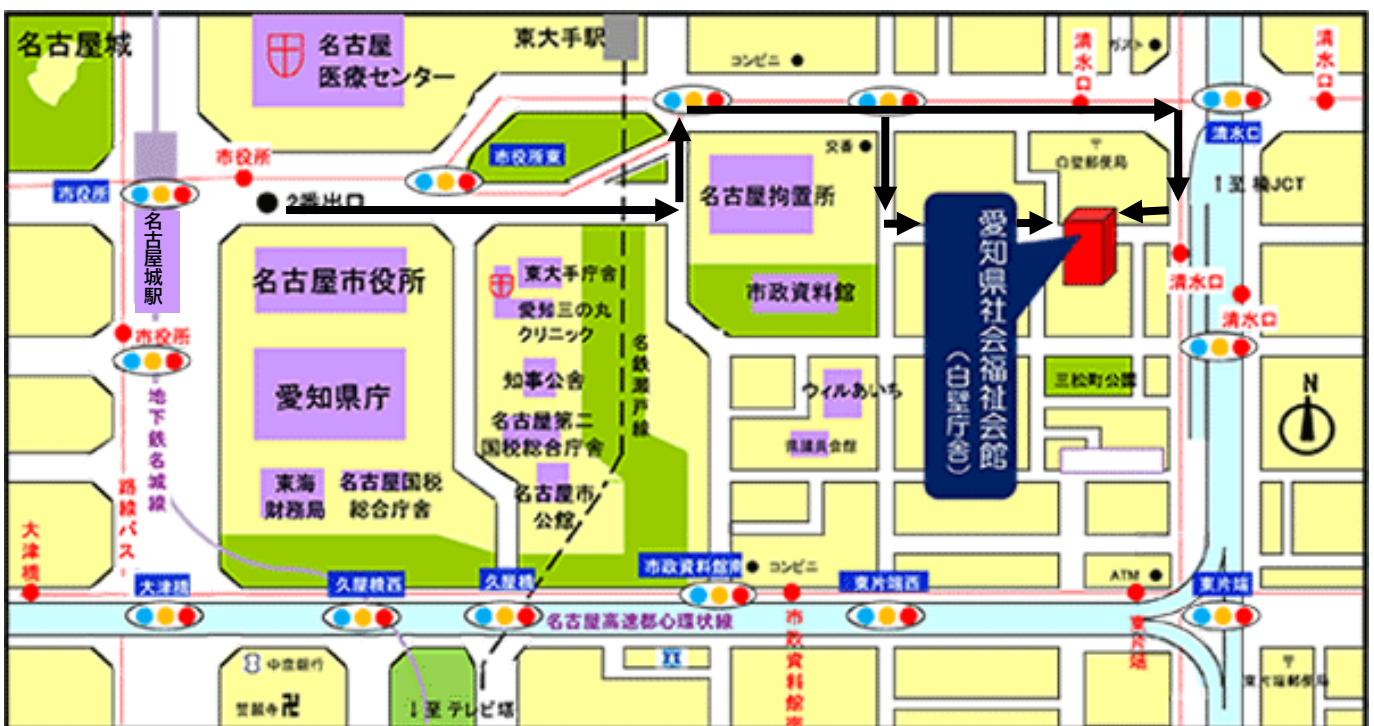 名古屋城
名古屋
医療センター
東大手駅
コンビニ
清水口
ガスト
清水口
清水口
市役所東
市役所
市役所
2番出口
交番
名古屋拘置所
〒
白壁郵便局
↑至 楠JCT
名古屋城駅
名古屋市役所
東大手庁舎
愛知三の丸
クリニック
市政資料館
愛知県社会福祉会館
(白壁庁舎)
清水口
清水口
市役所
地下鉄名城線
愛知県庁
知事公舎
名古屋第二
国税総合庁舎
名鉄瀬戸線
ウィルあいち
県議員会館
三松町公園
N
東海
財務局
名古屋国税
総合庁舎
名古屋市
公館
路線バス
大津橋
大津橋
久屋橋西
久屋橋
市政資料館南
コンビニ
東片端西
ATM
東片端
名古屋高速都心環状線
市政資料館南
東片端
中京銀行
卍
↓至テレビ塔
〒
東片端郵便局